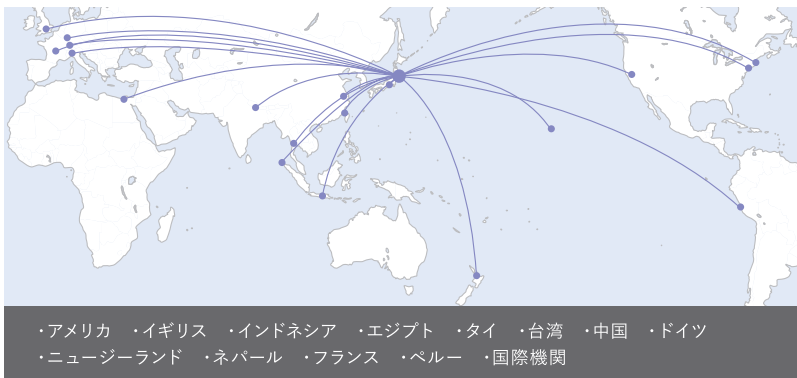 ・アメリカ ・イギリス ・インドネシア ・エジプト ・タイ ・台湾 ・中国 ・ドイツ
・ニュージーランド ・ネパール ・フランス ・ペルー ・国際機関